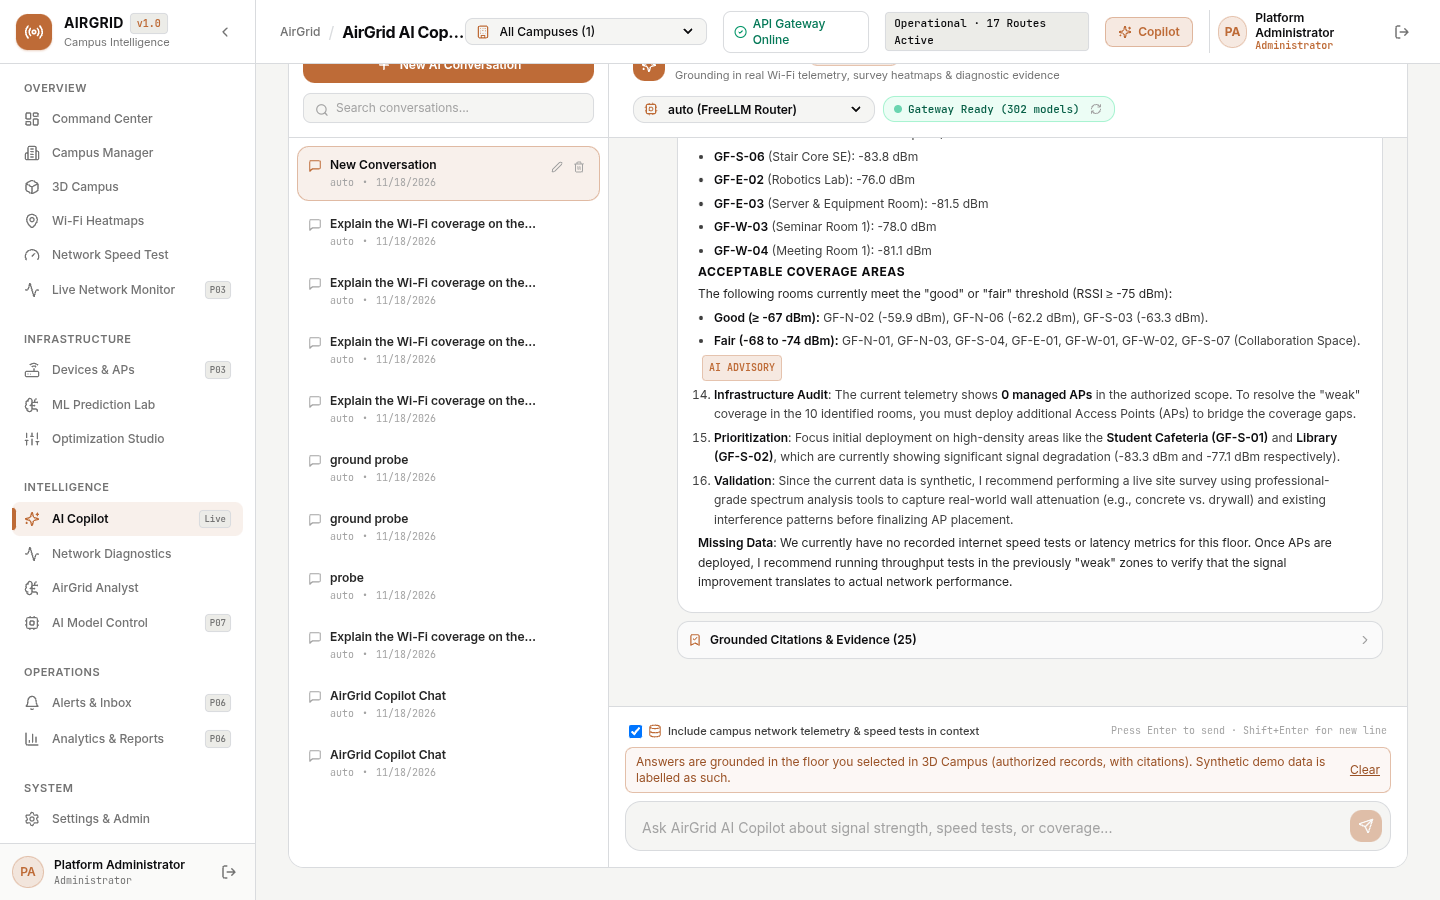 AIRGRID v1.0
Campus Intelligence
OVERVIEW
Command Center
Campus Manager
3D Campus
Wi-Fi Heatmaps
Network Speed Test
Live Network Monitor P03
INFRASTRUCTURE
Devices & APs P03
ML Prediction Lab
Optimization Studio
INTELLIGENCE
AI Copilot Live
Network Diagnostics
AirGrid Analyst
AI Model Control P07
OPERATIONS
Alerts & Inbox P06
Analytics & Reports P06
SYSTEM
Settings & Admin
PA Platform Administrator
Administrator
AirGrid / AirGrid AI Cop...
All Campuses (1)
API Gateway
Online
Operational · 17 Routes
Active
Copilot
PA
Platform
Administrator
Administrator
New AI Conversation
Search conversations...
New Conversation
auto • 11/18/2026
Explain the Wi-Fi coverage on the...
auto • 11/18/2026
Explain the Wi-Fi coverage on the...
auto • 11/18/2026
Explain the Wi-Fi coverage on the...
auto • 11/18/2026
Explain the Wi-Fi coverage on the...
auto • 11/18/2026
ground probe
auto • 11/18/2026
ground probe
auto • 11/18/2026
probe
auto • 11/18/2026
Explain the Wi-Fi coverage on the...
auto • 11/18/2026
AirGrid Copilot Chat
auto • 11/18/2026
AirGrid Copilot Chat
auto • 11/18/2026
Grounding in real Wi-Fi telemetry, survey heatmaps & diagnostic evidence
auto (FreeLLM Router)
Gateway Ready (302 models)
• GF-S-06 (Stair Core SE): -83.8 dBm
• GF-E-02 (Robotics Lab): -76.0 dBm
• GF-E-03 (Server & Equipment Room): -81.5 dBm
• GF-W-03 (Seminar Room 1): -78.0 dBm
• GF-W-04 (Meeting Room 1): -81.1 dBm
ACCEPTABLE COVERAGE AREAS
The following rooms currently meet the "good" or "fair" threshold (RSSI ≥ -75 dBm):
• Good (≥ -67 dBm): GF-N-02 (-59.9 dBm), GF-N-06 (-62.2 dBm), GF-S-03 (-63.3 dBm).
• Fair (-68 to -74 dBm): GF-N-01, GF-N-03, GF-S-04, GF-E-01, GF-W-01, GF-W-02, GF-S-07 (Collaboration Space).
AI ADVISORY
14. Infrastructure Audit: The current telemetry shows 0 managed APs in the authorized scope. To resolve the "weak"
coverage in the 10 identified rooms, you must deploy additional Access Points (APs) to bridge the coverage gaps.
15. Prioritization: Focus initial deployment on high-density areas like the Student Cafeteria (GF-S-01) and Library
(GF-S-02), which are currently showing significant signal degradation (-83.3 dBm and -77.1 dBm respectively).
16. Validation: Since the current data is synthetic, I recommend performing a live site survey using professional-
grade spectrum analysis tools to capture real-world wall attenuation (e.g., concrete vs. drywall) and existing
interference patterns before finalizing AP placement.
Missing Data: We currently have no recorded internet speed tests or latency metrics for this floor. Once APs are
deployed, I recommend running throughput tests in the previously "weak" zones to verify that the signal
improvement translates to actual network performance.
Grounded Citations & Evidence (25)
Include campus network telemetry & speed tests in context
Press Enter to send · Shift+Enter for new line
Answers are grounded in the floor you selected in 3D Campus (authorized records, with citations). Synthetic demo data is
labelled as such.
Clear
Ask AirGrid AI Copilot about signal strength, speed tests, or coverage...